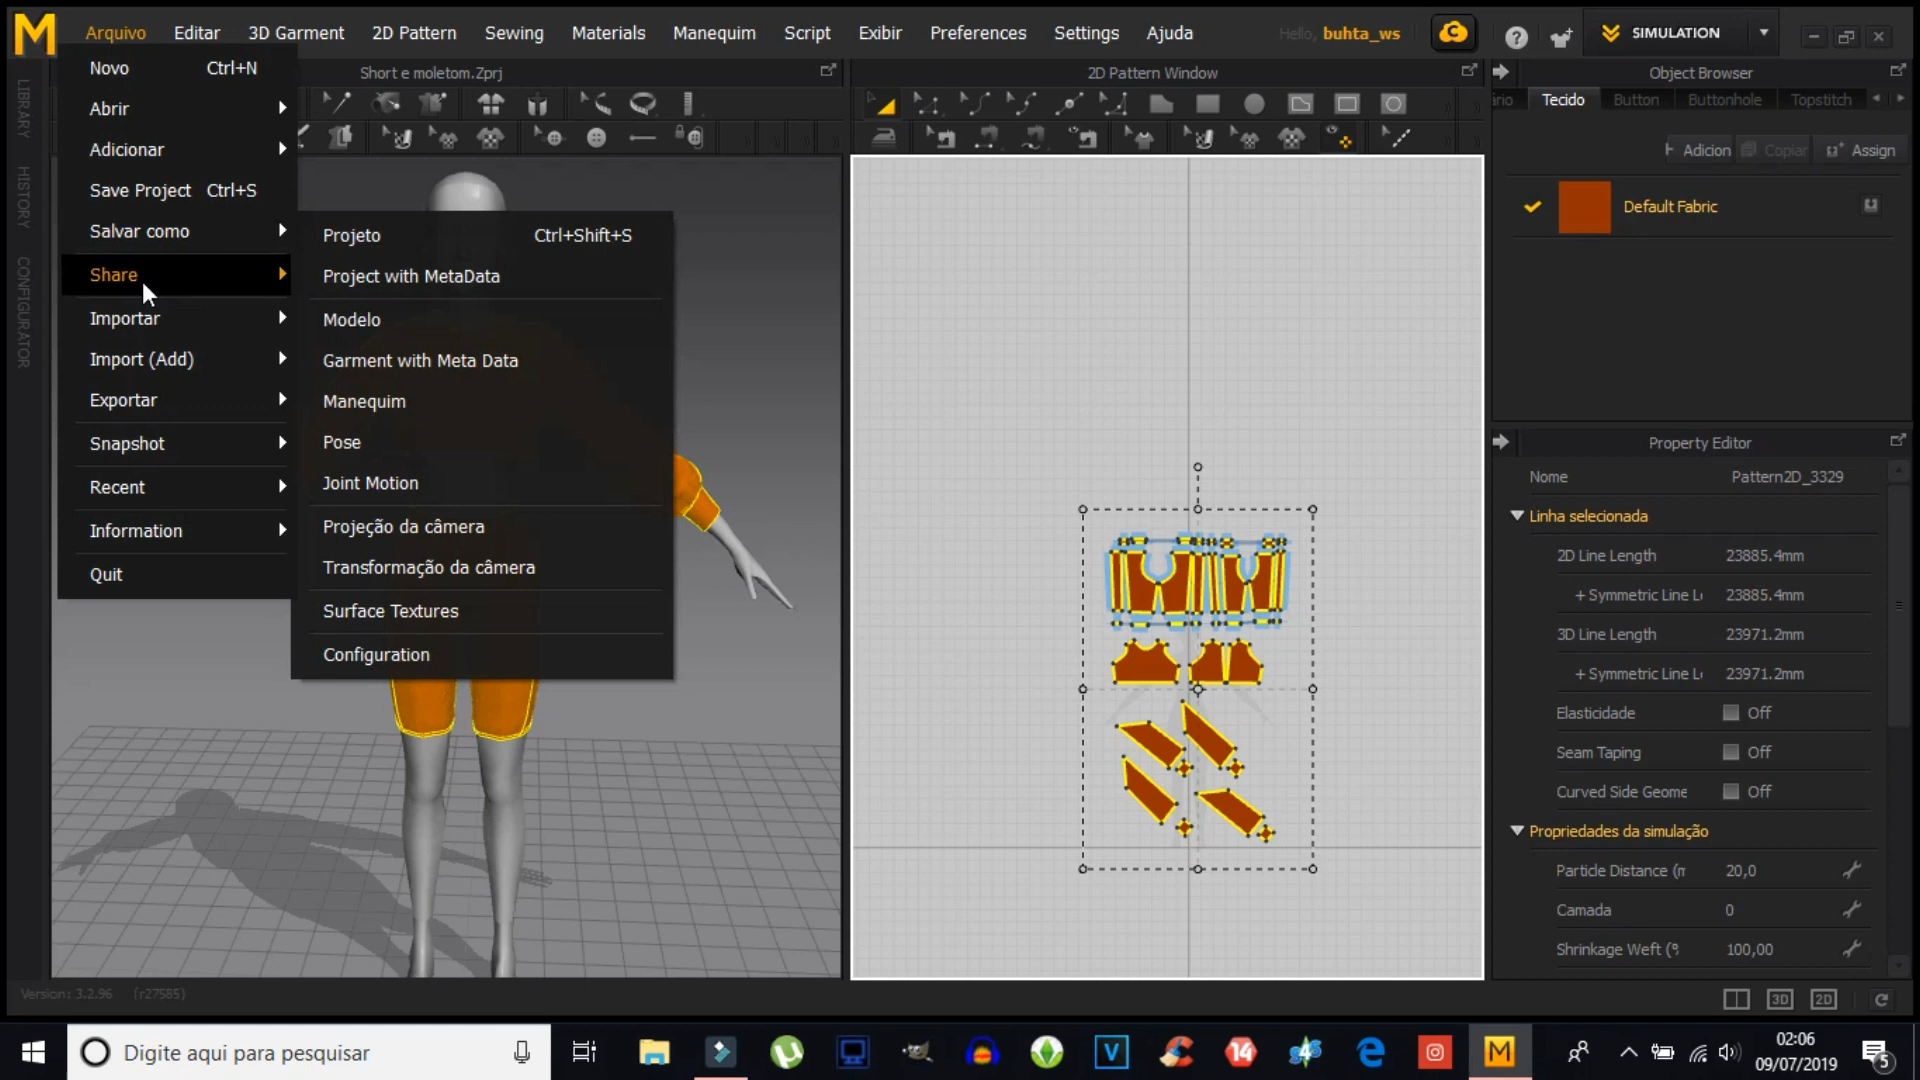 Arquivo Editar 3D Garment 2D Pattern Sewing Materials Manequim Script Exibir Preferences Settings Ajuda Hello, buhta_ws SIMULATION
Short e moletom.Zprj
2D Pattern Window
Object Browser
LIBRARY
HISTORY
CONFIGURATOR
Novo Ctrl+N
Abrir
Adicionar
Save Project Ctrl+S
Salvar como
Share
Importar
Import (Add)
Exportar
Snapshot
Recent
Information
Quit
Projeto Ctrl+Shift+S
Project with MetaData
Modelo
Garment with Meta Data
Manequim
Pose
Joint Motion
Projeção da câmera
Transformação da câmera
Surface Textures
Configuration
ário Tecido Button Buttonhole Topstitch
Adicion Copiar Assign
Default Fabric
Property Editor
Nome Pattern2D_3329
Linha selecionada
2D Line Length 23885.4mm
+ Symmetric Line Le 23885.4mm
3D Line Length 23971.2mm
+ Symmetric Line Le 23971.2mm
Elasticidade Off
Seam Taping Off
Curved Side Geome Off
Propriedades da simulação
Particle Distance (m 20,0
Camada 0
Shrinkage Weft (% 100,00
Version: 3.2.96 (r27585)
3D 2D
Digite aqui para pesquisar
02:06
09/07/2019
5